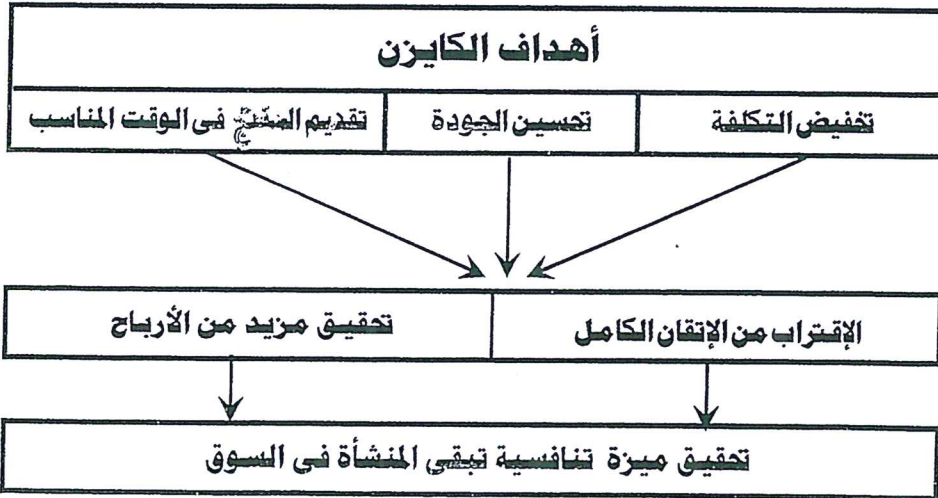 أهداف الكايزن
تخفيض التكلفة
تحسين الجودة
تقديم المنتج فى الوقت المناسب
الإقتراب من الإتقان الكامل
تحقيق مزيد من الأرباح
تحقيق ميزة تنافسية تبقى المنشأة فى السوق